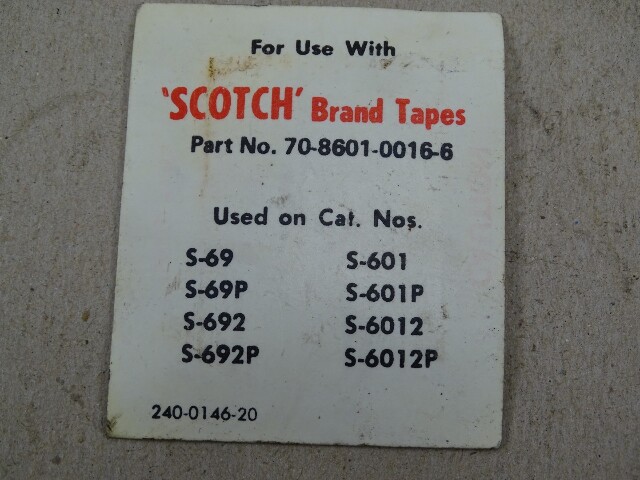 For Use With
'SCOTCH' Brand Tapes
Part No. 70-8601-0016-6
Used on Cat. Nos.
S-69 S-601
S-69P S-601P
S-692 S-6012
S-692P S-6012P
240-0146-20